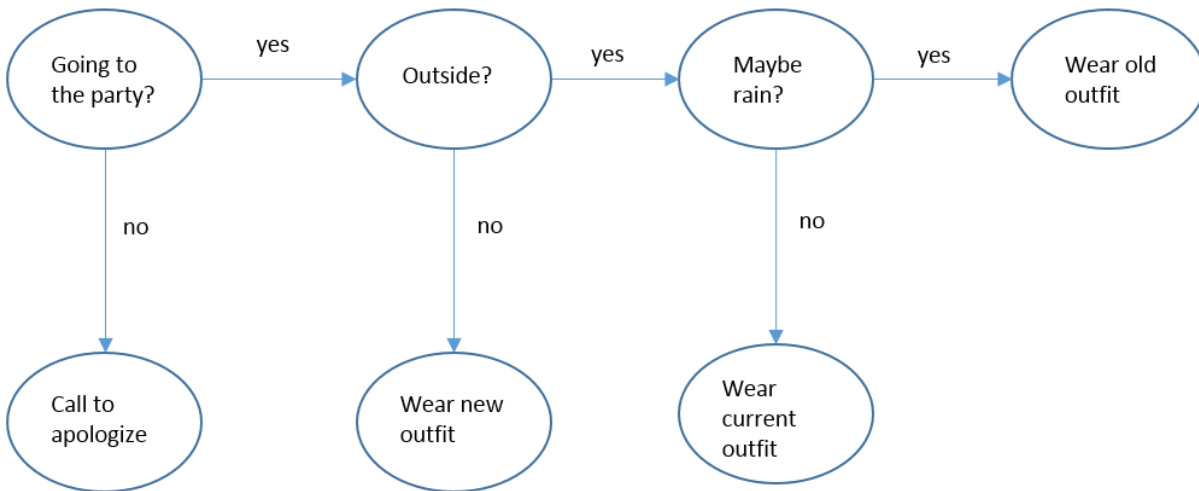 Going to
the party?
yes
Outside?
yes
Maybe
rain?
yes
Wear old
outfit
no
no
no
Call to
apologize
Wear new
outfit
Wear
current
outfit